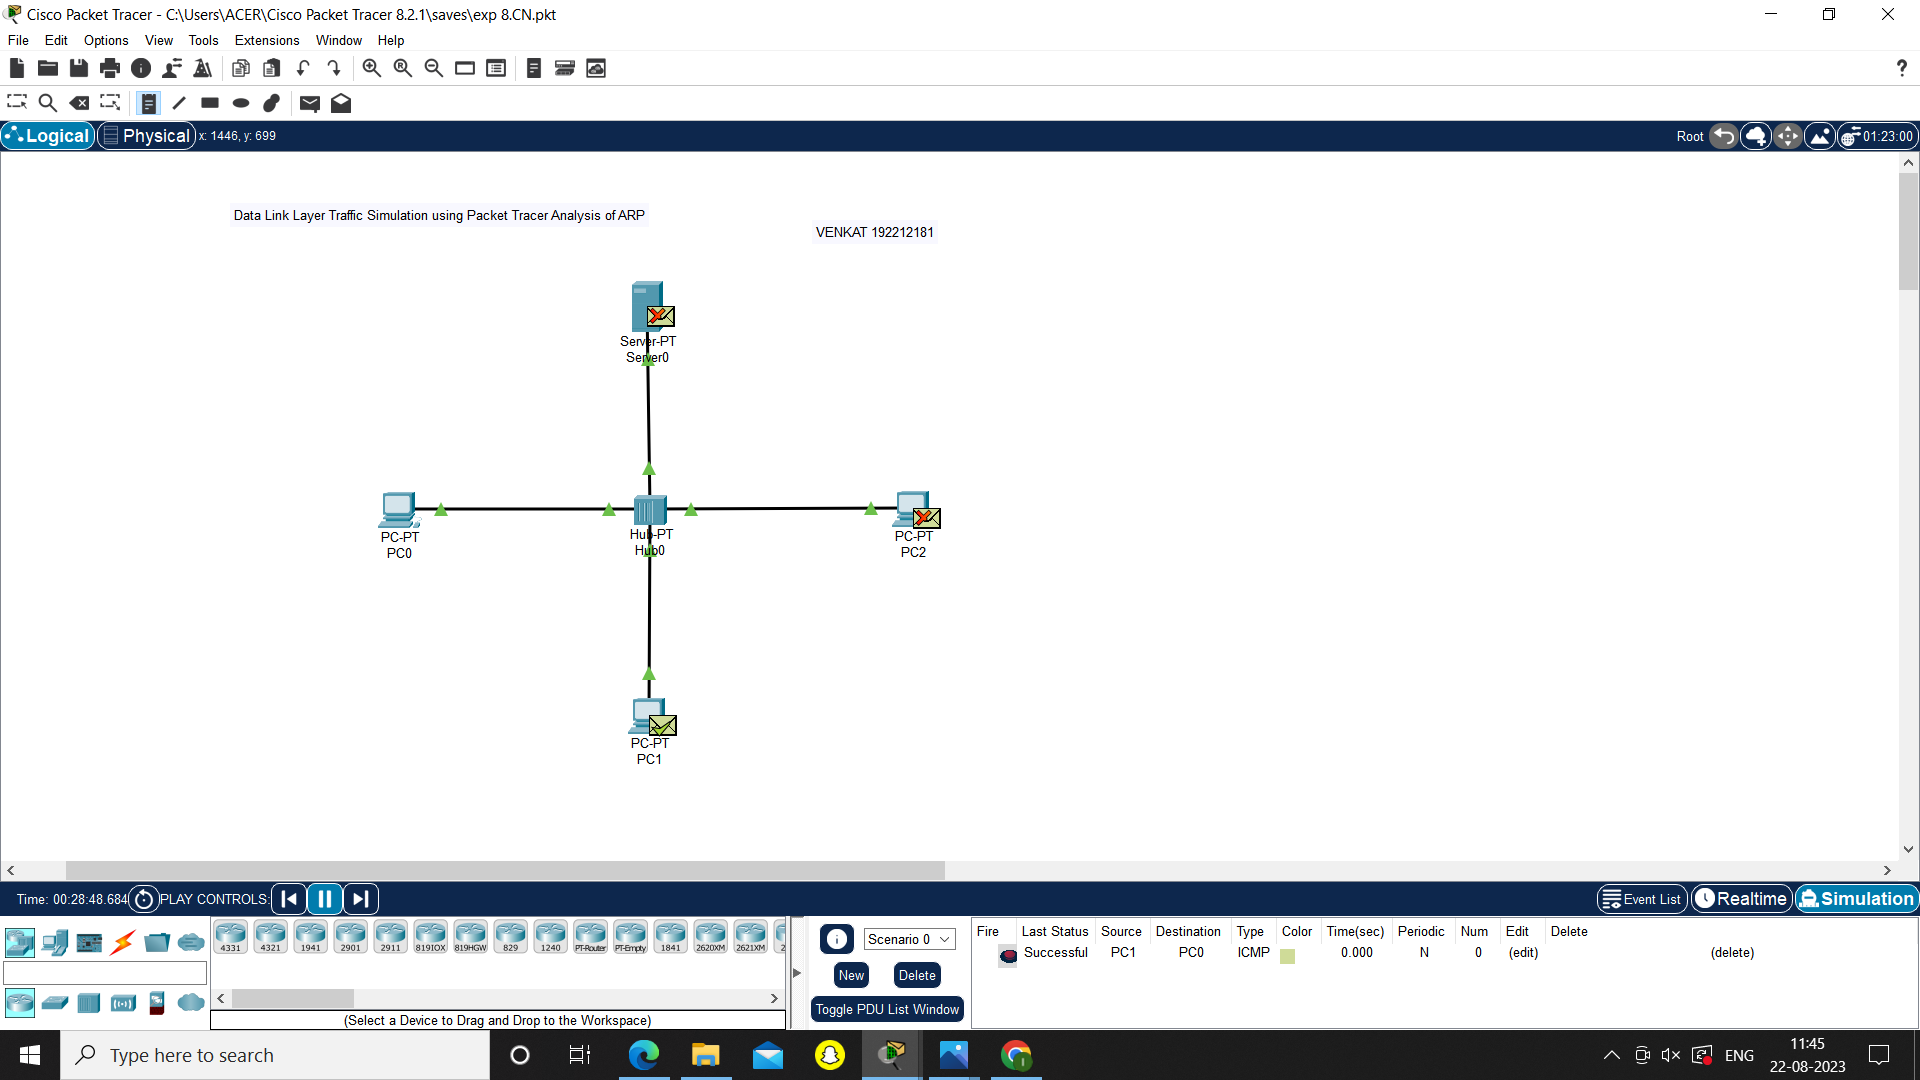 Cisco Packet Tracer - C:\Users\ACER\Cisco Packet Tracer 8.2.1\saves\exp 8.CN.pkt
File Edit Options View Tools Extensions Window Help
?
Logical Physical x: 1446, y: 699 Root 01:23:00
Data Link Layer Traffic Simulation using Packet Tracer Analysis of ARP
VENKAT 192212181
Server-PT
Server0
PC-PT
PC0
Hub-PT
Hub0
PC-PT
PC2
PC-PT
PC1
Time: 00:28:48.684 PLAY CONTROLS: Event List Realtime Simulation
4331 4321 1941 2901 2911 819IOX 819HGW 829 1240 PT-Router PT-Empty 1841 2620XM 2621XM 2
(Select a Device to Drag and Drop to the Workspace)
Scenario 0
New Delete
Toggle PDU List Window
Fire Last Status Source Destination Type Color Time(sec) Periodic Num Edit Delete
Successful PC1 PC0 ICMP 0.000 N 0 (edit) (delete)
Type here to search
ENG
11:45
22-08-2023